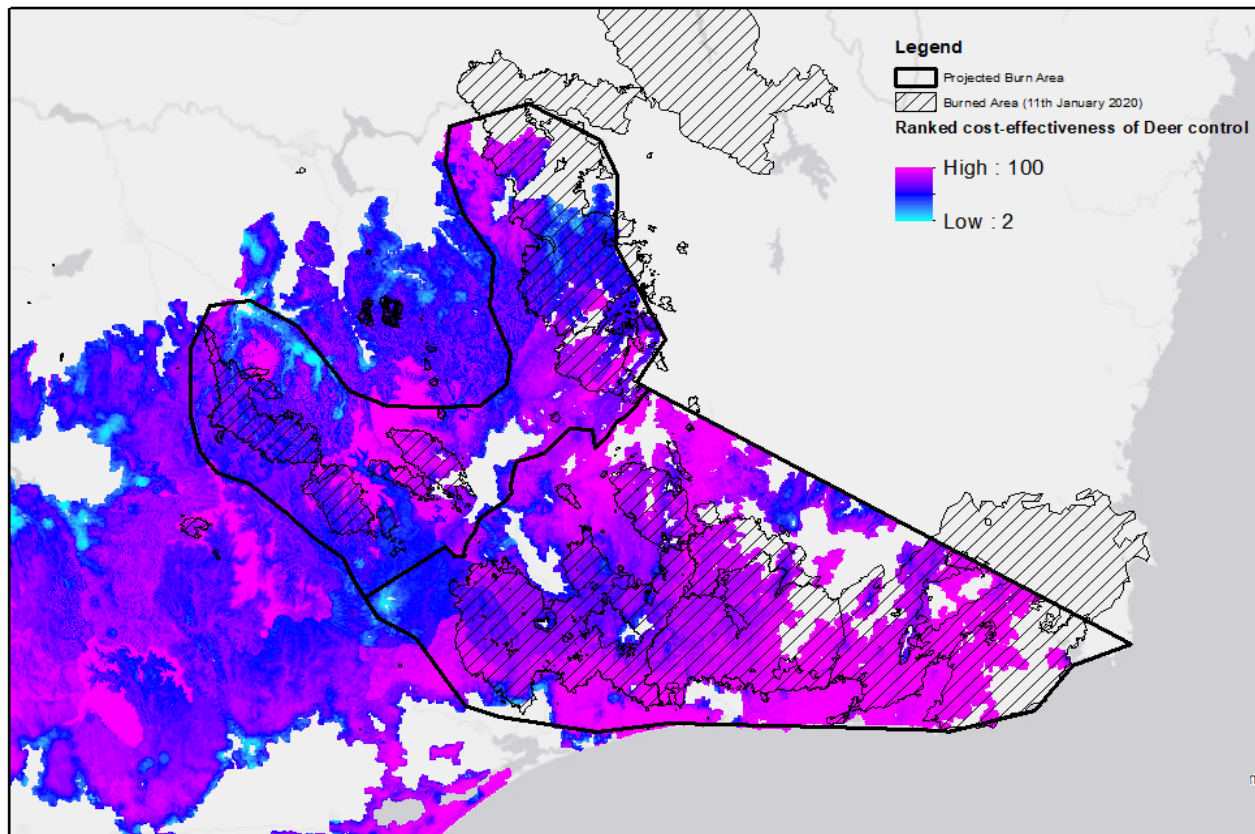 Legend
Projected Burn Area
Burned Area (11th January 2020)
Ranked cost-effectiveness of Deer control
High : 100
Low : 2